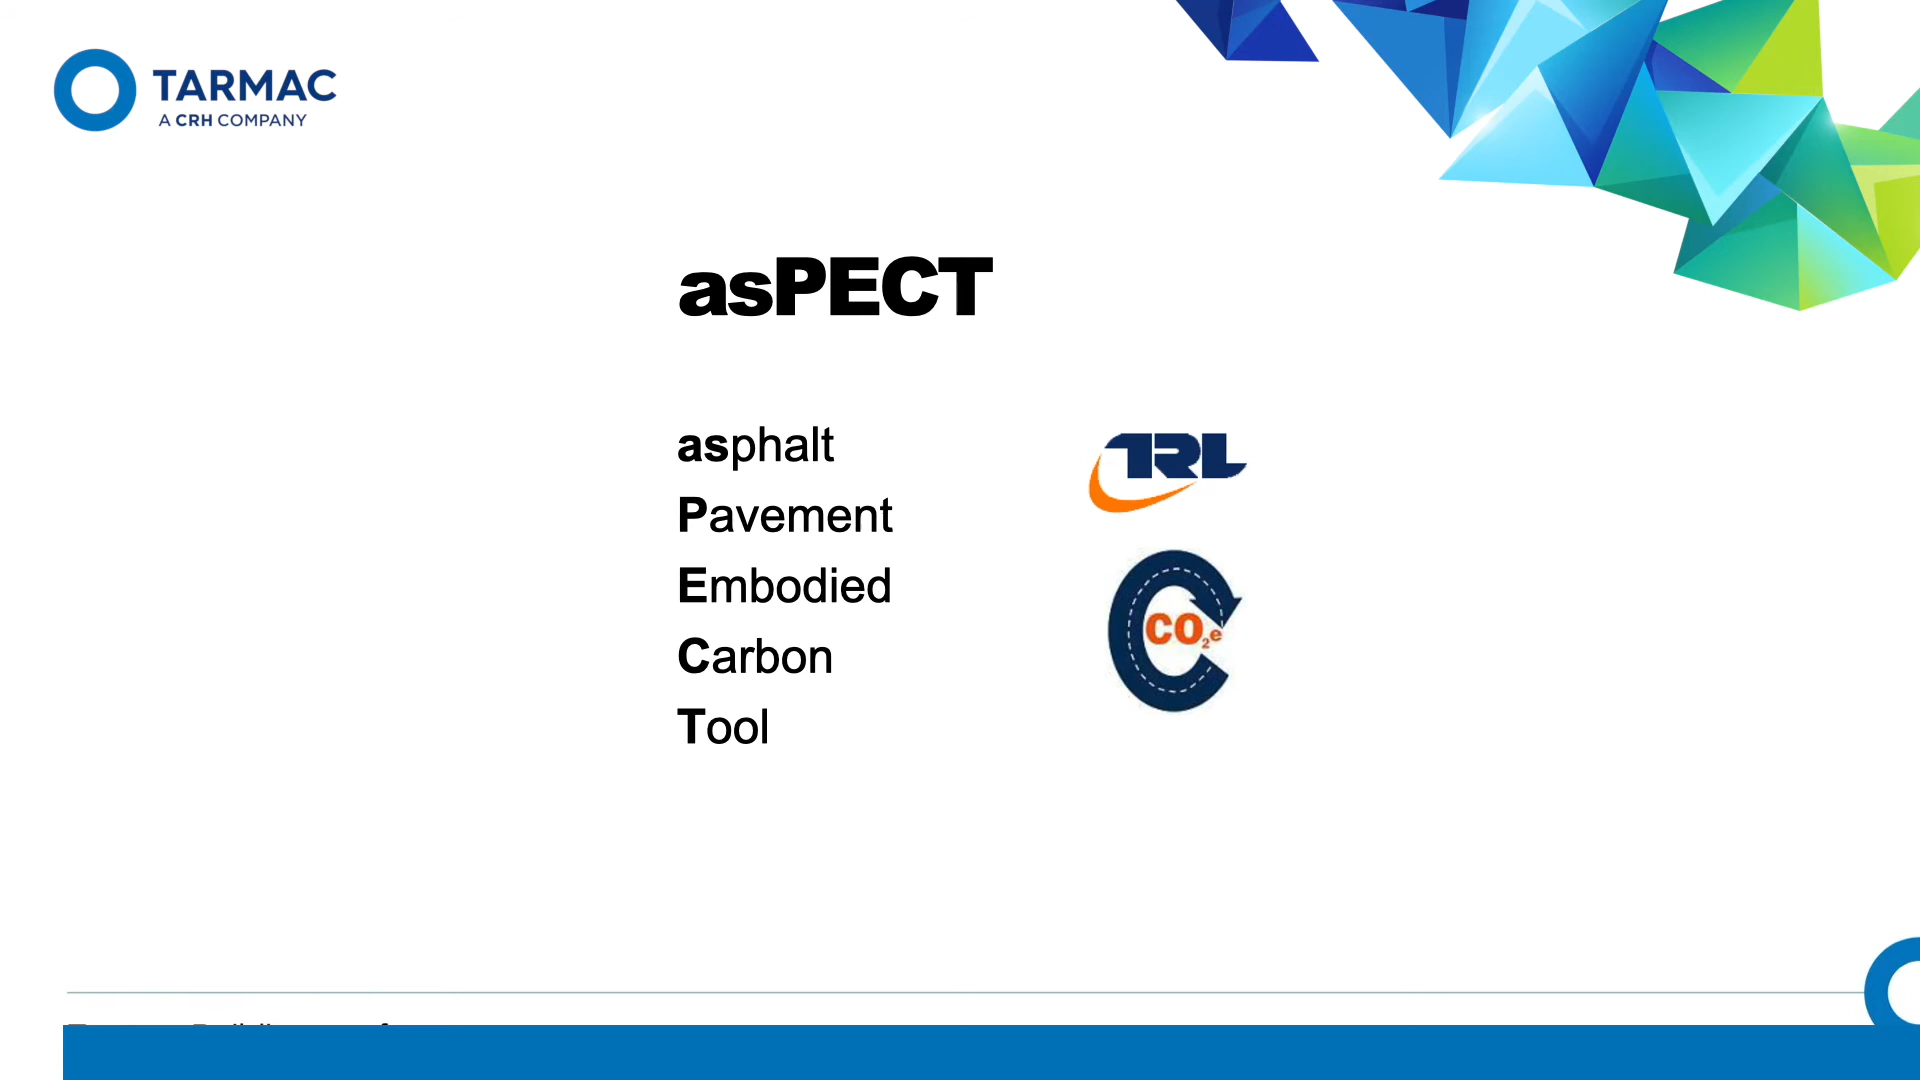 TARMAC
A CRH COMPANY
asPECT
asphalt
Pavement
Embodied
Carbon
Tool
TRL
CO2e